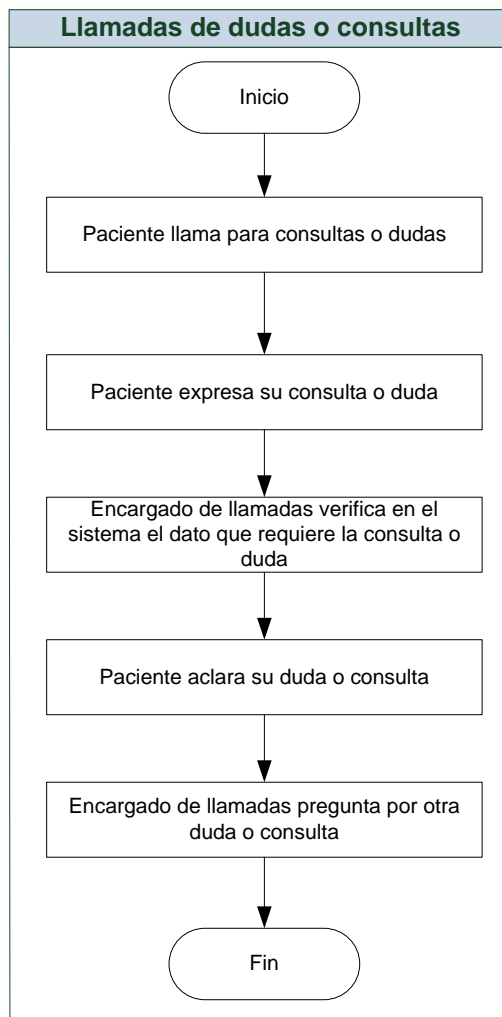 Llamadas de dudas o consultas
Inicio
Paciente llama para consultas o dudas
Paciente expresa su consulta o duda
Encargado de llamadas verifica en el
sistema el dato que requiere la consulta o
duda
Paciente aclara su duda o consulta
Encargado de llamadas pregunta por otra
duda o consulta
Fin